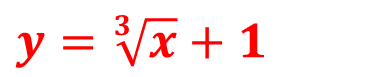 y = ∛x + 1